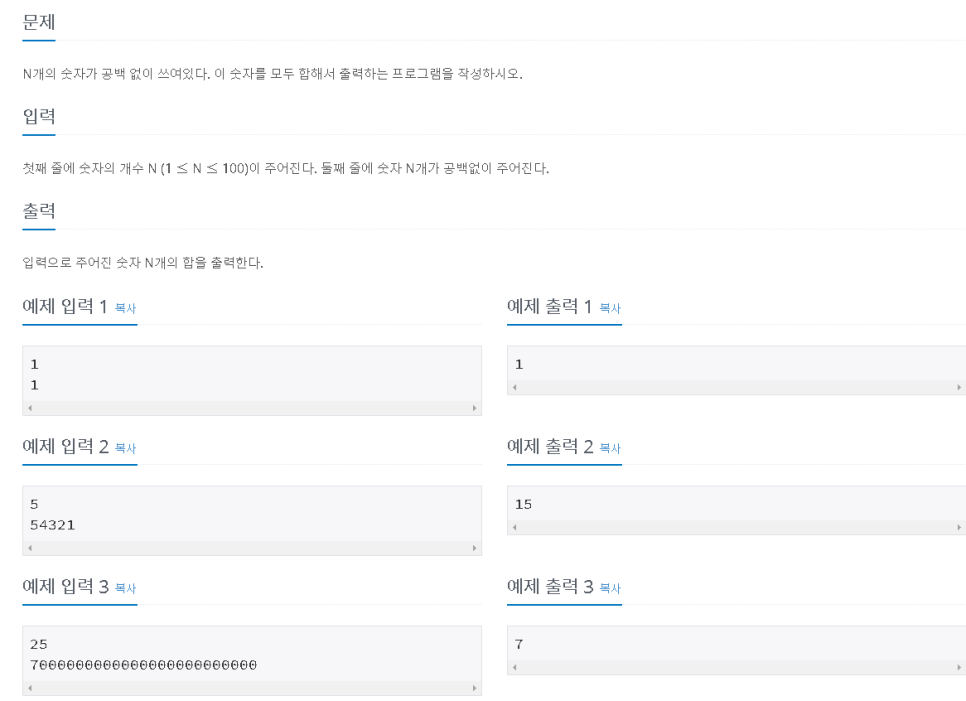 문제
N개의 숫자가 공백 없이 쓰여있다. 이 숫자를 모두 합해서 출력하는 프로그램을 작성하시오.
입력
첫째 줄에 숫자의 개수 N (1 ≤ N ≤ 100)이 주어진다. 둘째 줄에 숫자 N개가 공백없이 주어진다.
출력
입력으로 주어진 숫자 N개의 합을 출력한다.
예제 입력 1 복사
1
1
예제 출력 1 복사
1
예제 입력 2 복사
5
54321
예제 출력 2 복사
15
예제 입력 3 복사
25
7000000000000000000000000
예제 출력 3 복사
7